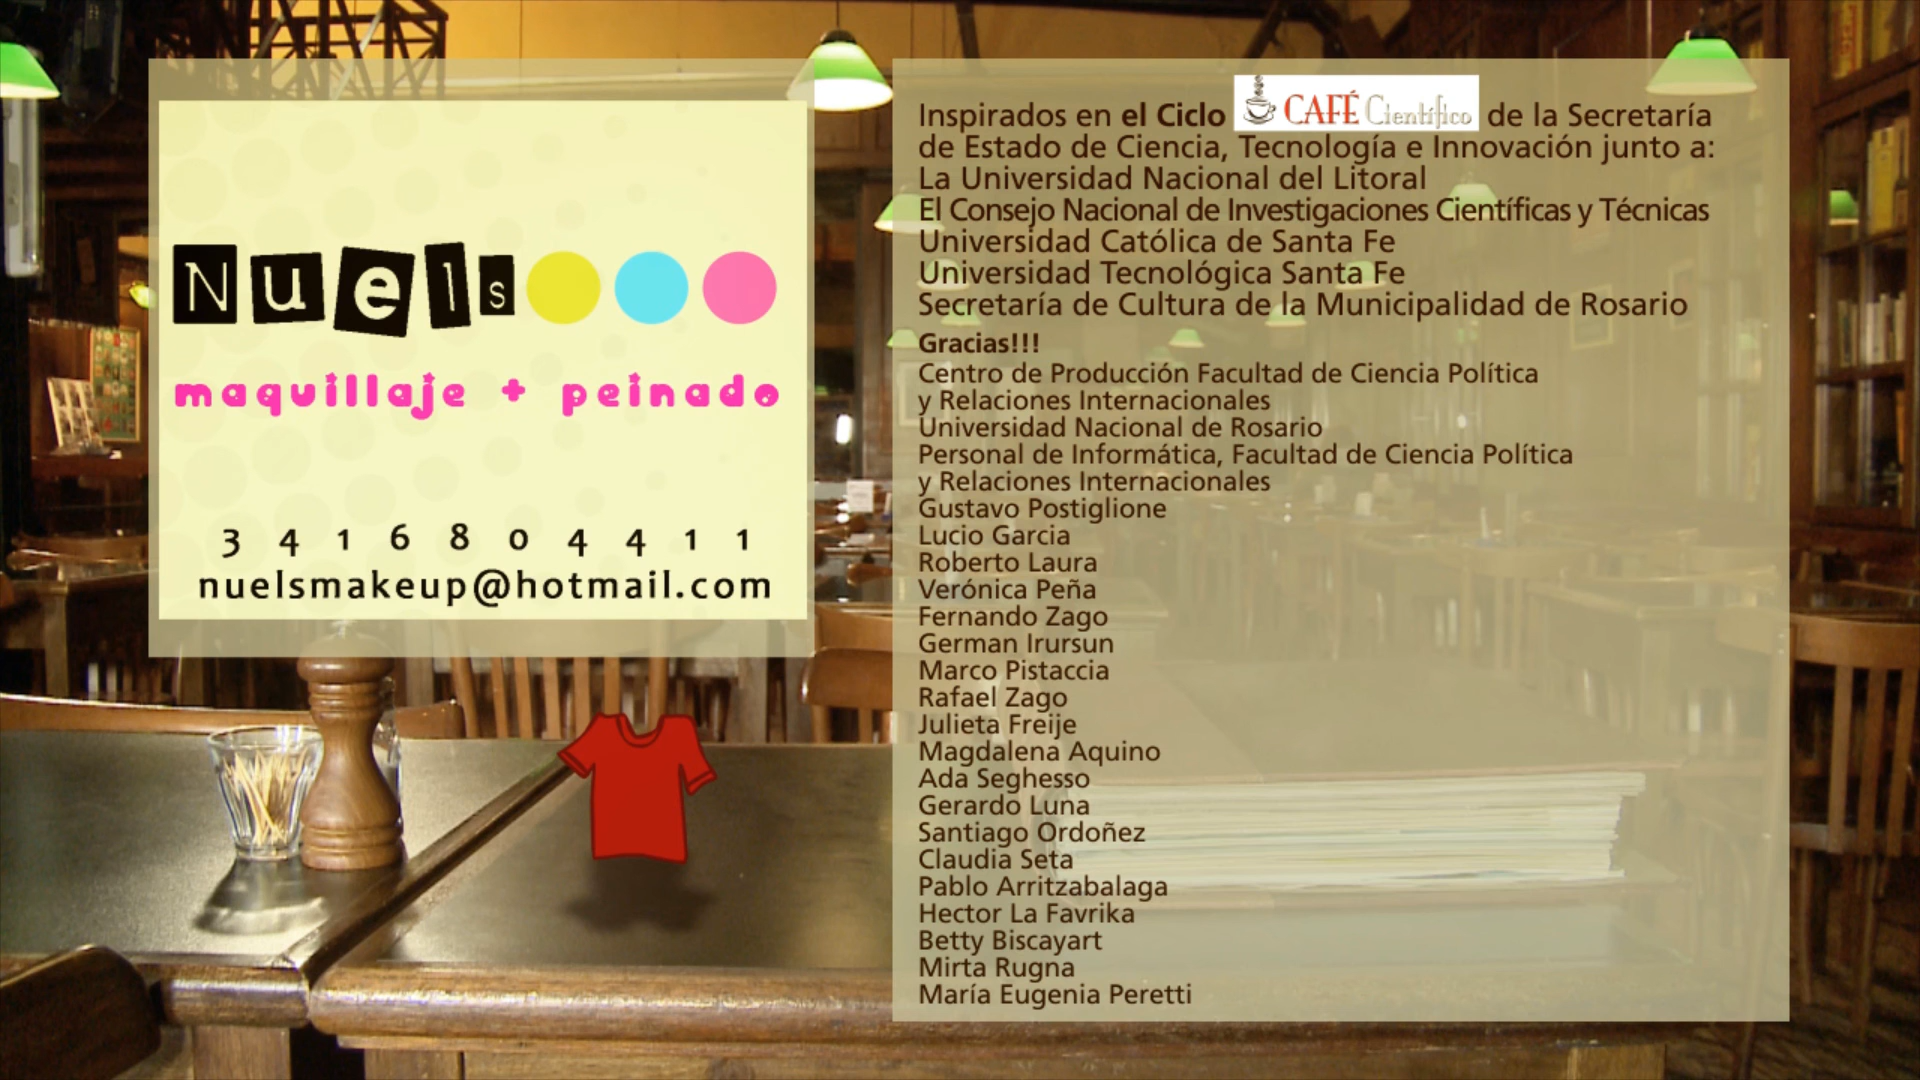 Nuels
maquillaje + peinado
3 4 1 6 8 0 4 4 1 1
nuelsmakeup@hotmail.com
Inspirados en el Ciclo CAFÉ Científico de la Secretaría
de Estado de Ciencia, Tecnología e Innovación junto a:
La Universidad Nacional del Litoral
El Consejo Nacional de Investigaciones Científicas y Técnicas
Universidad Católica de Santa Fe
Universidad Tecnológica Santa Fe
Secretaría de Cultura de la Municipalidad de Rosario
Gracias!!!
Centro de Producción Facultad de Ciencia Política
y Relaciones Internacionales
Universidad Nacional de Rosario
Personal de Informática, Facultad de Ciencia Política
y Relaciones Internacionales
Gustavo Postiglione
Lucio Garcia
Roberto Laura
Verónica Peña
Fernando Zago
German Irursun
Marco Pistaccia
Rafael Zago
Julieta Freije
Magdalena Aquino
Ada Seghesso
Gerardo Luna
Santiago Ordoñez
Claudia Seta
Pablo Arritzabalaga
Hector La Favrika
Betty Biscayart
Mirta Rugna
María Eugenia Peretti